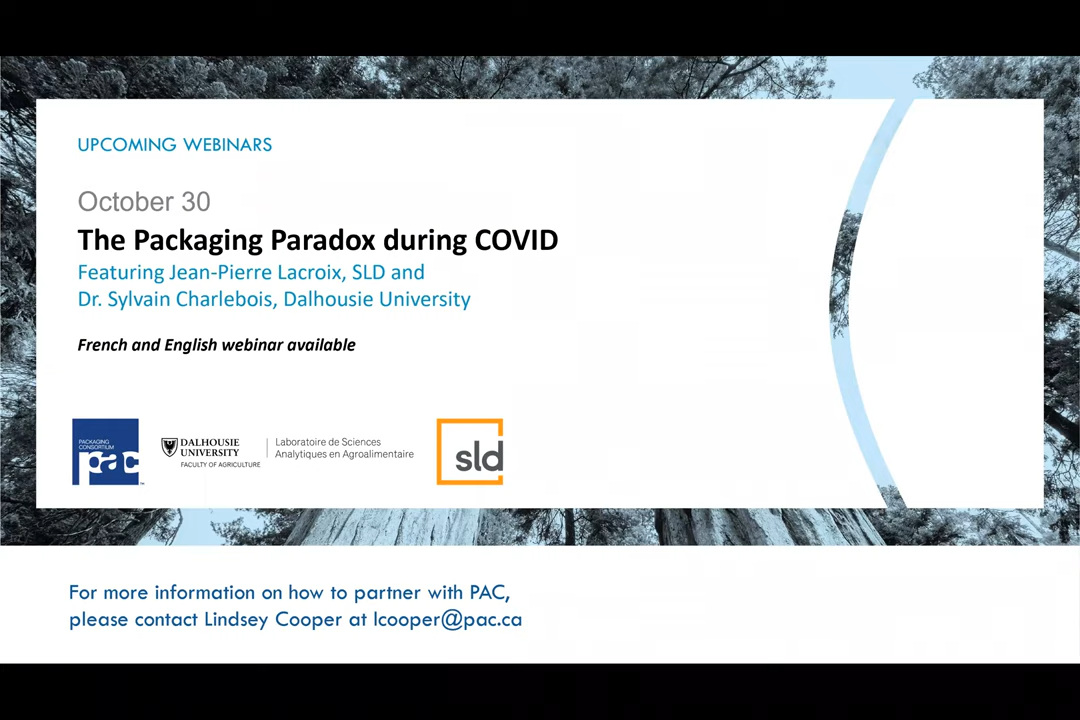 UPCOMING WEBINARS
October 30
The Packaging Paradox during COVID
Featuring Jean-Pierre Lacroix, SLD and
Dr. Sylvain Charlebois, Dalhousie University
French and English webinar available
PACKAGING
CONSORTIUM
pac
™
DALHOUSIE
UNIVERSITY
FACULTY OF AGRICULTURE
Laboratoire de Sciences
Analytiques en Agroalimentaire
sld
For more information on how to partner with PAC,
please contact Lindsey Cooper at lcooper@pac.ca